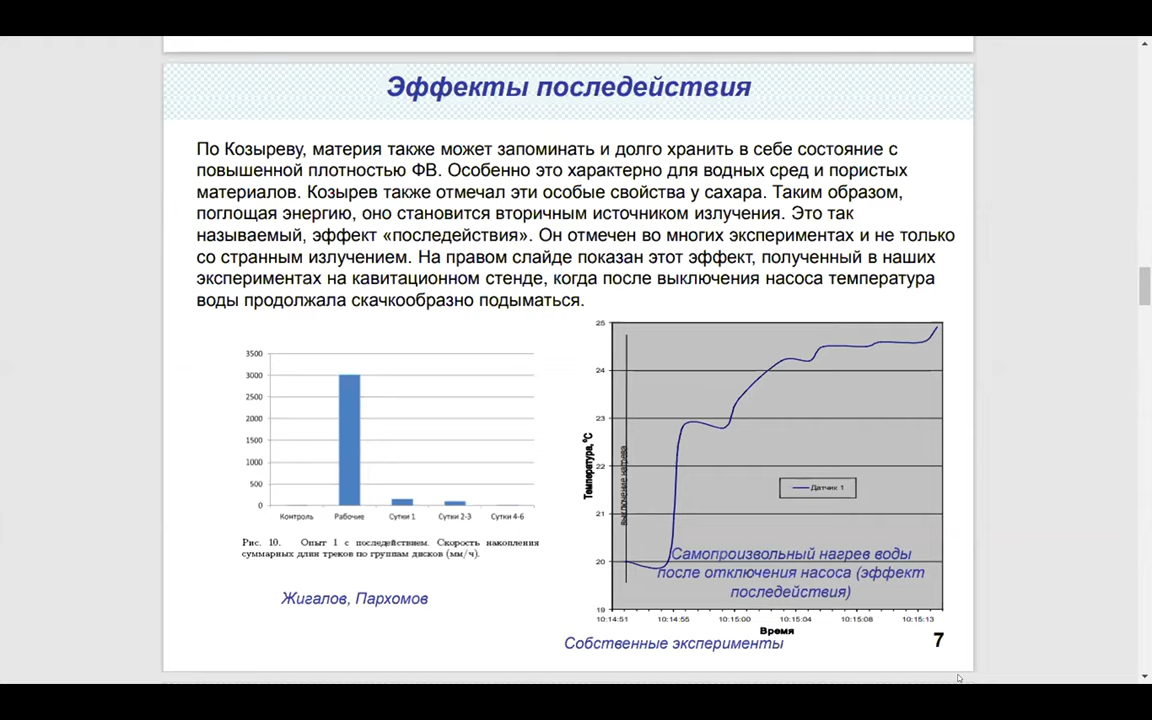 Эффекты последействия
По Козыреву, материя также может запоминать и долго хранить в себе состояние с
повышенной плотностью ФВ. Особенно это характерно для водных сред и пористых
материалов. Козырев также отмечал эти особые свойства у сахара. Таким образом,
поглощая энергию, оно становится вторичным источником излучения. Это так
называемый, эффект «последействия». Он отмечен во многих экспериментах и не только
со странным излучением. На правом слайде показан этот эффект, полученный в наших
экспериментах на кавитационном стенде, когда после выключения насоса температура
воды продолжала скачкообразно подыматься.
3500
3000
2500
2000
1500
1000
500
0
Контроль Рабочие Сутки 1 Сутки 2-3 Сутки 4-6
Рис. 10. Опыт 1 с последействием. Скорость накопления
суммарных длин треков по группам дисков (мм/ч).
Жигалов, Пархомов
25
24
23
22
21
20
19
Температура, °С
выключение нагрева
Датчик 1
Самопроизвольный нагрев воды
после отключения насоса (эффект
последействия)
10:14:51 10:14:55 10:15:00 10:15:04 10:15:08 10:15:13
Время
Собственные эксперименты
7